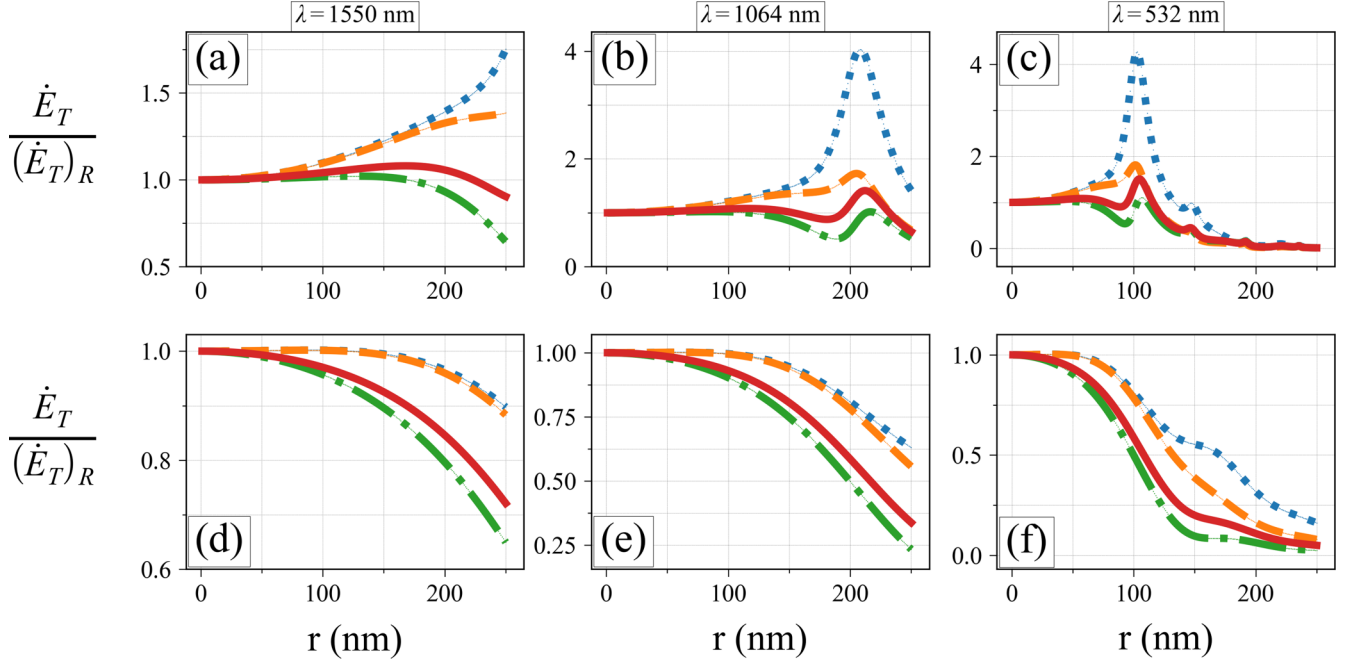 λ = 1550 nm
λ = 1064 nm
λ = 532 nm
Ė_T
(Ė_T)_R
(a)
1.5
1.0
0.5
0
100
200
(b)
4
2
0
0
100
200
(c)
4
2
0
0
100
200
Ė_T
(Ė_T)_R
(d)
1.0
0.8
0.6
0
100
200
r (nm)
(e)
1.00
0.75
0.50
0.25
0
100
200
r (nm)
(f)
1.0
0.5
0.0
0
100
200
r (nm)